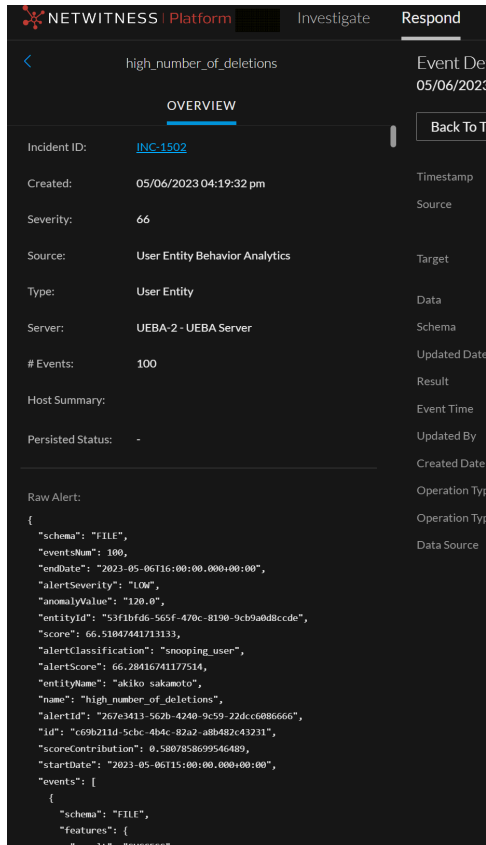 NETWITNESS Platform Investigate Respond
high_number_of_deletions
OVERVIEW
Incident ID: INC-1502
Created: 05/06/2023 04:19:32 pm
Severity: 66
Source: User Entity Behavior Analytics
Type: User Entity
Server: UEBA-2 - UEBA Server
# Events: 100
Host Summary:
Persisted Status: -
Raw Alert:
{
"schema": "FILE",
"eventsNum": 100,
"endDate": "2023-05-06T16:00:00.000+00:00",
"alertSeverity": "LOW",
"anomalyValue": "120.0",
"entityId": "53f1bfd6-565f-470c-8190-9cb9a0d8ccde",
"score": 66.51047441713133,
"alertClassification": "snooping_user",
"alertScore": 66.28416741177514,
"entityName": "akiko sakamoto",
"name": "high_number_of_deletions",
"alertId": "267e3413-562b-4240-9c59-22dcc6086666",
"id": "c69b211d-5cbc-4b4c-82a2-a8b482c43231",
"scoreContribution": 0.5807858699546489,
"startDate": "2023-05-06T15:00:00.000+00:00",
"events": [
{
"schema": "FILE",
"features": {
Event De
05/06/2023
Back To T
Timestamp
Source
Target
Data
Schema
Updated Date
Result
Event Time
Updated By
Created Date
Operation Typ
Operation Typ
Data Source